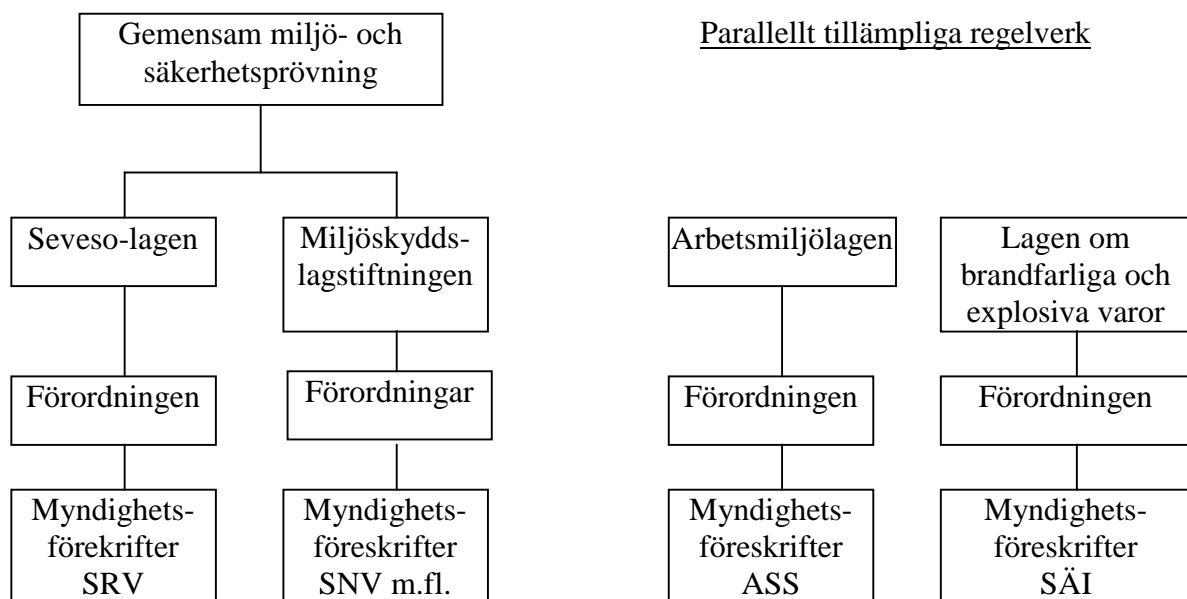 Gemensam miljö- och
säkerhetsprövning
Parallellt tillämpliga regelverk
Seveso-lagen
Miljöskydds-
lagstiftningen
Arbetsmiljölagen
Lagen om
brandfarliga och
explosiva varor
Förordningen
Förordningar
Förordningen
Förordningen
Myndighets-
förekrifter
SRV
Myndighets-
föreskrifter
SNV m.fl.
Myndighets-
föreskrifter
ASS
Myndighets-
föreskrifter
SÄI